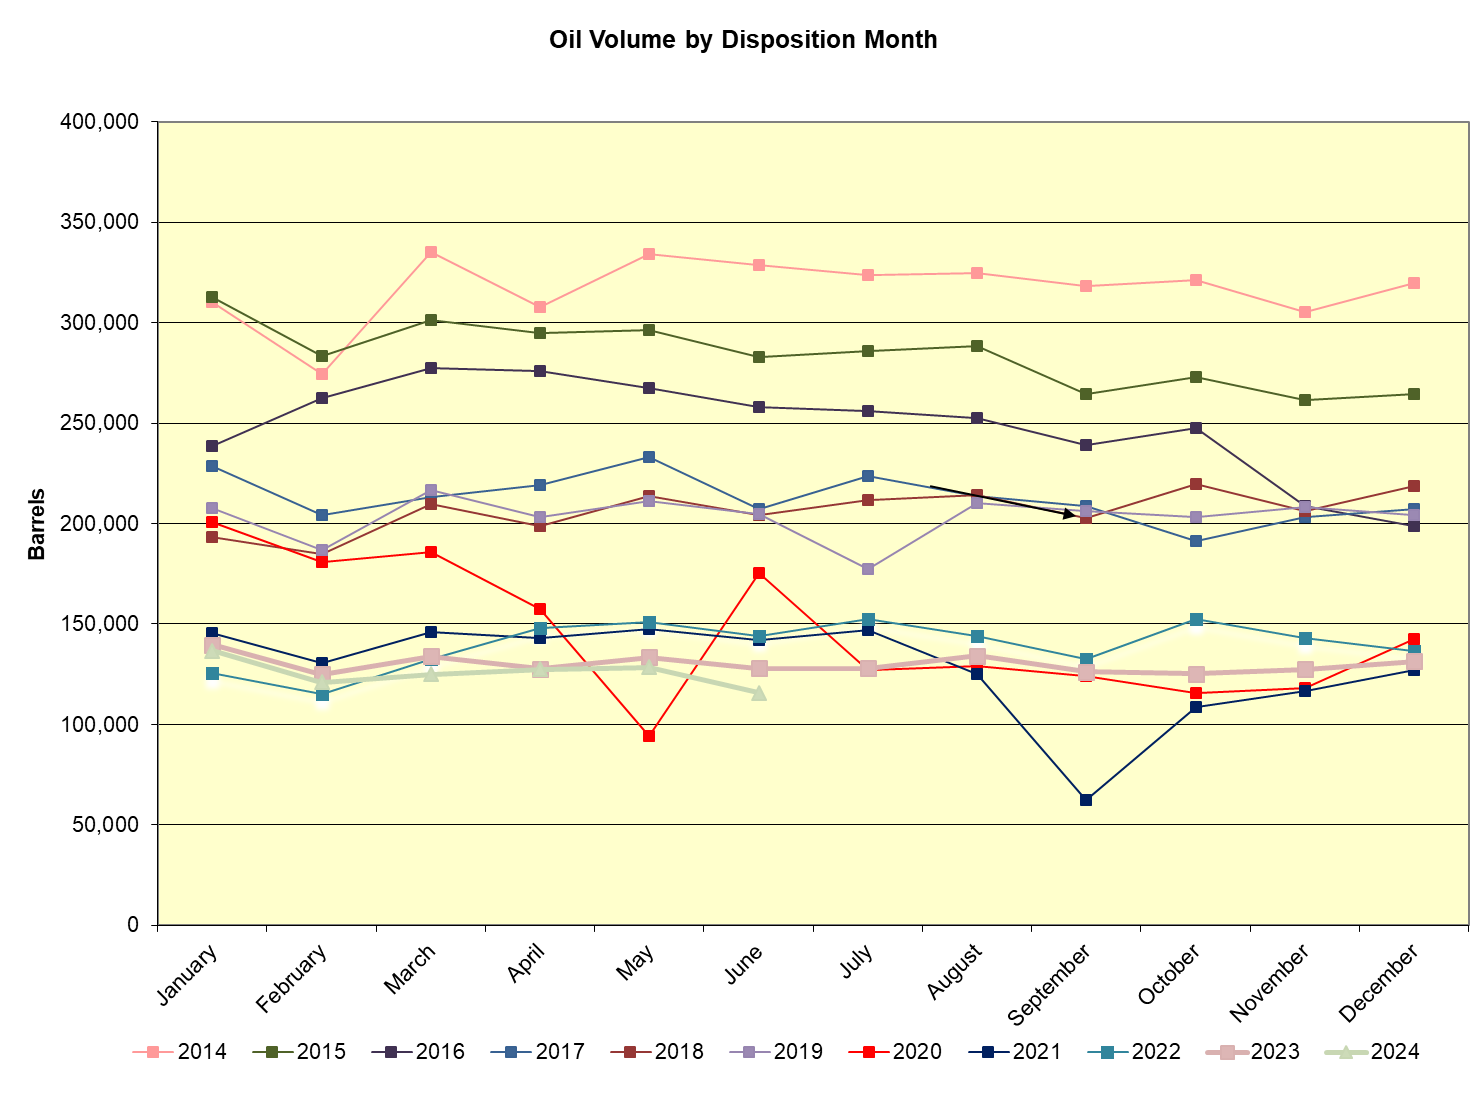 Oil Volume by Disposition Month
400,000
350,000
300,000
250,000
200,000
150,000
100,000
50,000
0
Barrels
January
February
March
April
May
June
July
August
September
October
November
December
2014 2015 2016 2017 2018 2019 2020 2021 2022 2023 2024